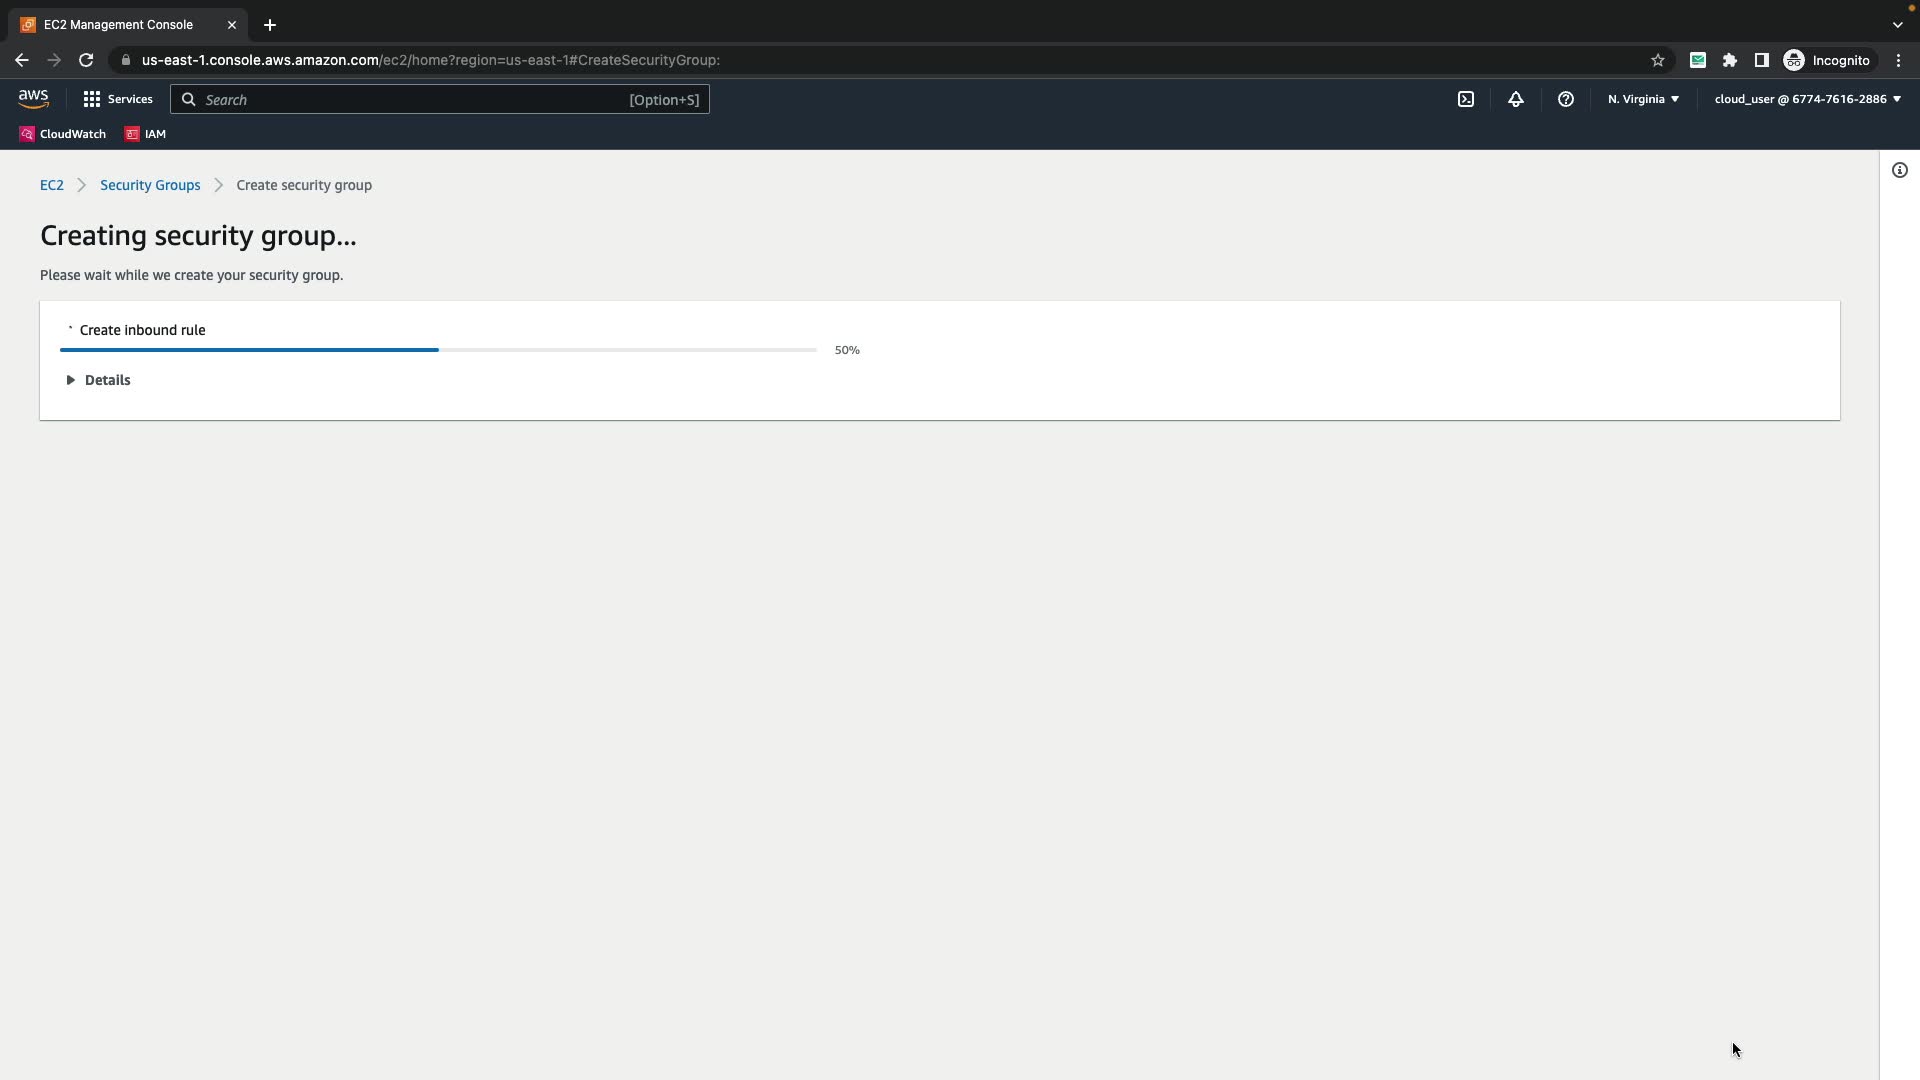 EC2 Management Console
us-east-1.console.aws.amazon.com/ec2/home?region=us-east-1#CreateSecurityGroup:
Incognito
aws
Services
Search
[Option+S]
N. Virginia
cloud_user @ 6774-7616-2886
CloudWatch
IAM
EC2
Security Groups
Create security group
Creating security group...
Please wait while we create your security group.
Create inbound rule
50%
Details